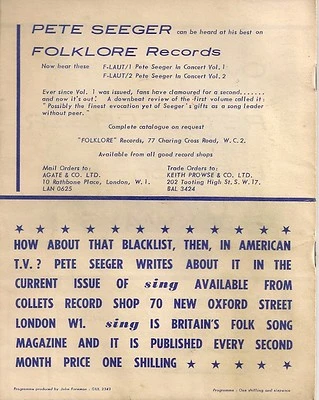 PETE SEEGER can be heard at his best on
FOLKLORE Records
Now hear these F-LAUT/1 Pete Seeger In Concert Vol. 1
F-LAUT/2 Pete Seeger In Concert Vol. 2
Ever since Vol. 1 was issued, fans have clamoured for a second.......
and now it's out! A downbeat review of the first volume called it:
"Possibly the finest evocation yet of Seeger's gifts as a song leader
without peer."
Complete catalogue on request
"FOLKLORE" Records, 77 Charing Cross Road, W.C.2.
Available from all good record shops
Mail Orders to:
AGATE & CO. LTD.
10 Rathbone Place, London, W.1.
LAN 0625
Trade Orders to:
KEITH PROWSE & CO. LTD.
202 Tooting High St, S.W.17.
BAL 3424
HOW ABOUT THAT BLACKLIST, THEN, IN AMERICAN
T.V.? PETE SEEGER WRITES ABOUT IT IN THE
CURRENT ISSUE OF sing AVAILABLE FROM
COLLETS RECORD SHOP 70 NEW OXFORD STREET
LONDON W1. sing IS BRITAIN'S FOLK SONG
MAGAZINE AND IT IS PUBLISHED EVERY SECOND
MONTH PRICE ONE SHILLING
Programme produced by John Foreman -
Programme - One shilling and sixpence